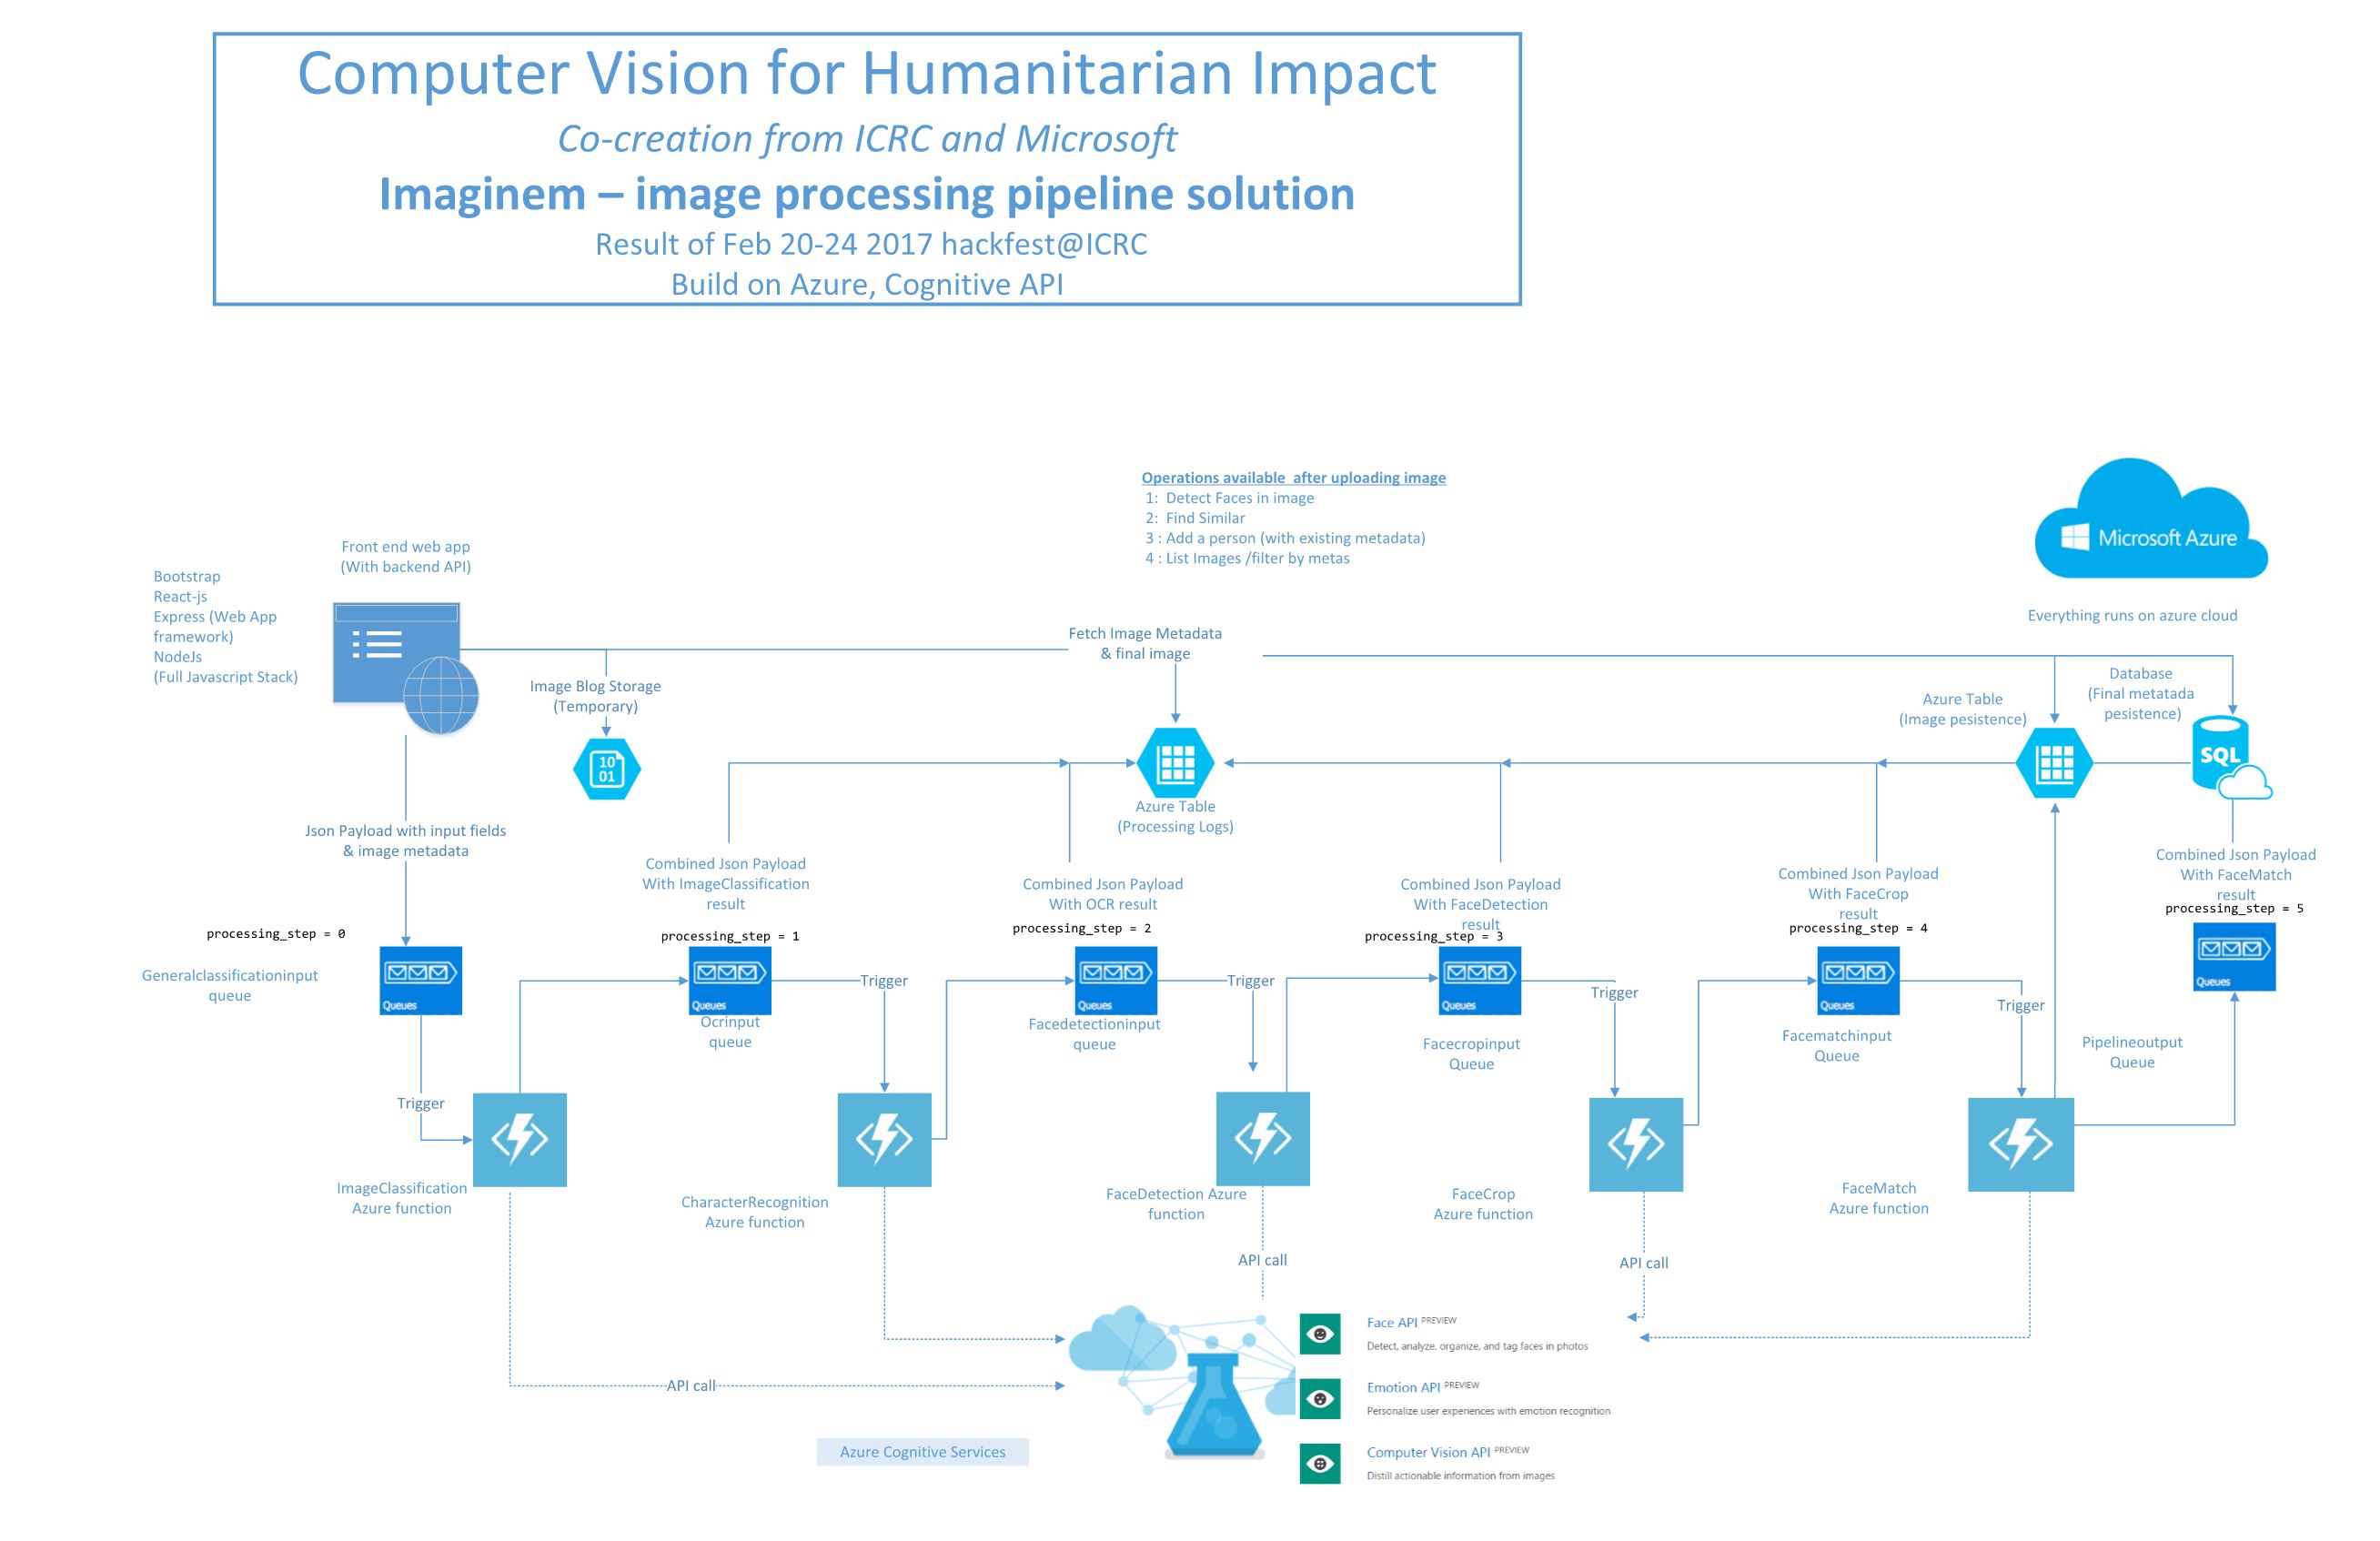 Computer Vision for Humanitarian Impact
Co-creation from ICRC and Microsoft
Imaginem – image processing pipeline solution
Result of Feb 20-24 2017 hackfest@ICRC
Build on Azure, Cognitive API
Operations available  after uploading image
1:  Detect Faces in image
2:  Find Similar
3 : Add a person (with existing metadata)
4 : List Images /filter by metas
Microsoft Azure
Everything runs on azure cloud
Front end web app
(With backend API)
Bootstrap
React-js
Express (Web App
framework)
NodeJs
(Full Javascript Stack)
Fetch Image Metadata
& final image
Image Blog Storage
(Temporary)
10
01
Azure Table
(Processing Logs)
Azure Table
(Image pesistence)
Database
(Final metatada
pesistence)
SQL
Json Payload with input fields
& image metadata
Combined Json Payload
With ImageClassification
result
Combined Json Payload
With OCR result
Combined Json Payload
With FaceDetection
result
Combined Json Payload
With FaceCrop
result
Combined Json Payload
With FaceMatch
result
processing_step = 0
processing_step = 1
processing_step = 2
processing_step = 3
processing_step = 4
processing_step = 5
Generalclassificationinput
queue
Queues
Queues
Ocrinput
queue
Trigger
Queues
Facedetectioninput
queue
Trigger
Queues
Facecropinput
Queue
Trigger
Queues
Facematchinput
Queue
Trigger
Queues
Pipelineoutput
Queue
Trigger
ImageClassification
Azure function
CharacterRecognition
Azure function
FaceDetection Azure
function
FaceCrop
Azure function
FaceMatch
Azure function
API call
API call
API call
Azure Cognitive Services
Face API PREVIEW
Detect, analyze, organize, and tag faces in photos
Emotion API PREVIEW
Personalize user experiences with emotion recognition
Computer Vision API PREVIEW
Distill actionable information from images